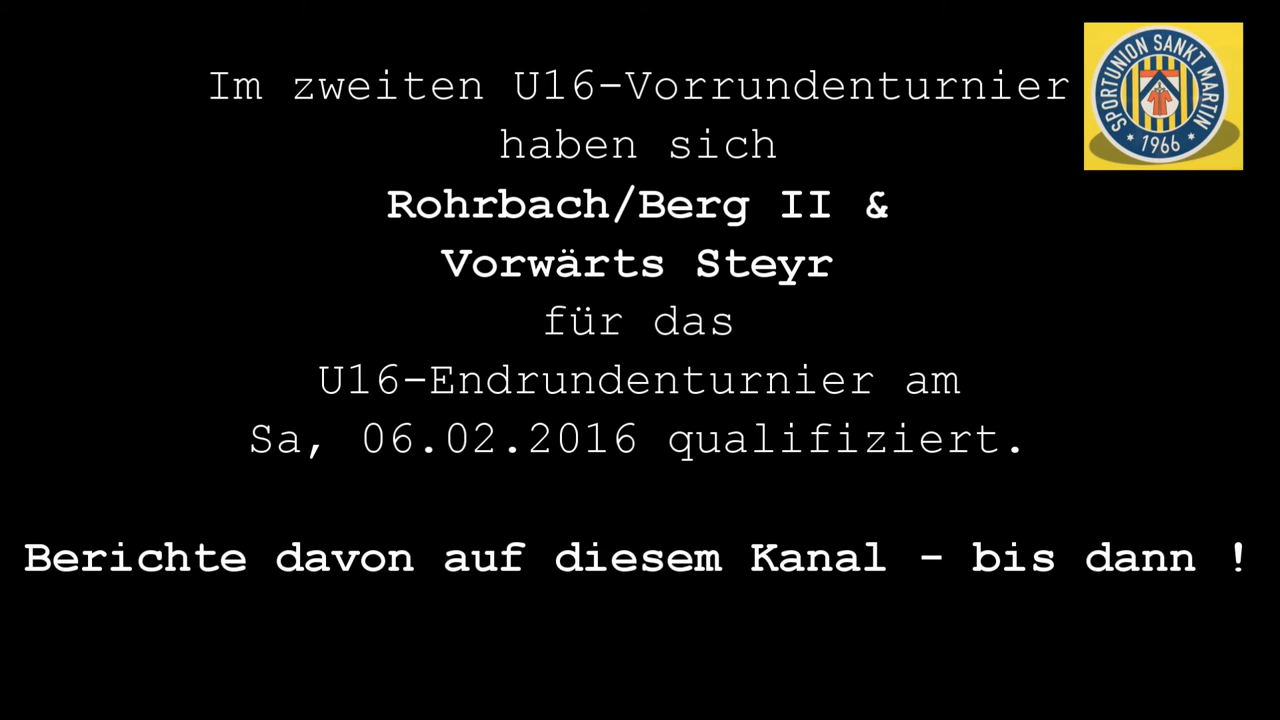 Im zweiten U16-Vorrundenturnier
haben sich
Rohrbach/Berg II &
Vorwärts Steyr
für das
U16-Endrundenturnier am
Sa, 06.02.2016 qualifiziert.
Berichte davon auf diesem Kanal - bis dann !
SPORTUNION SANKT MARTIN
* 1966 *